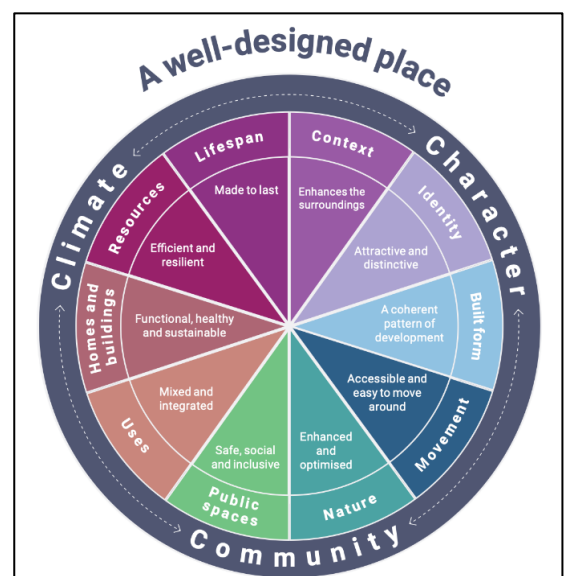 A well-designed place
Climate
Character
Community
Context
Enhances the
surroundings
Identity
Attractive and
distinctive
Built form
A coherent
pattern of
development
Movement
Accessible and
easy to move
around
Nature
Enhanced
and
optimised
Public
spaces
Safe, social
and inclusive
Uses
Mixed and
integrated
Homes and
buildings
Functional, healthy
and sustainable
Resources
Efficient and
resilient
Lifespan
Made to last